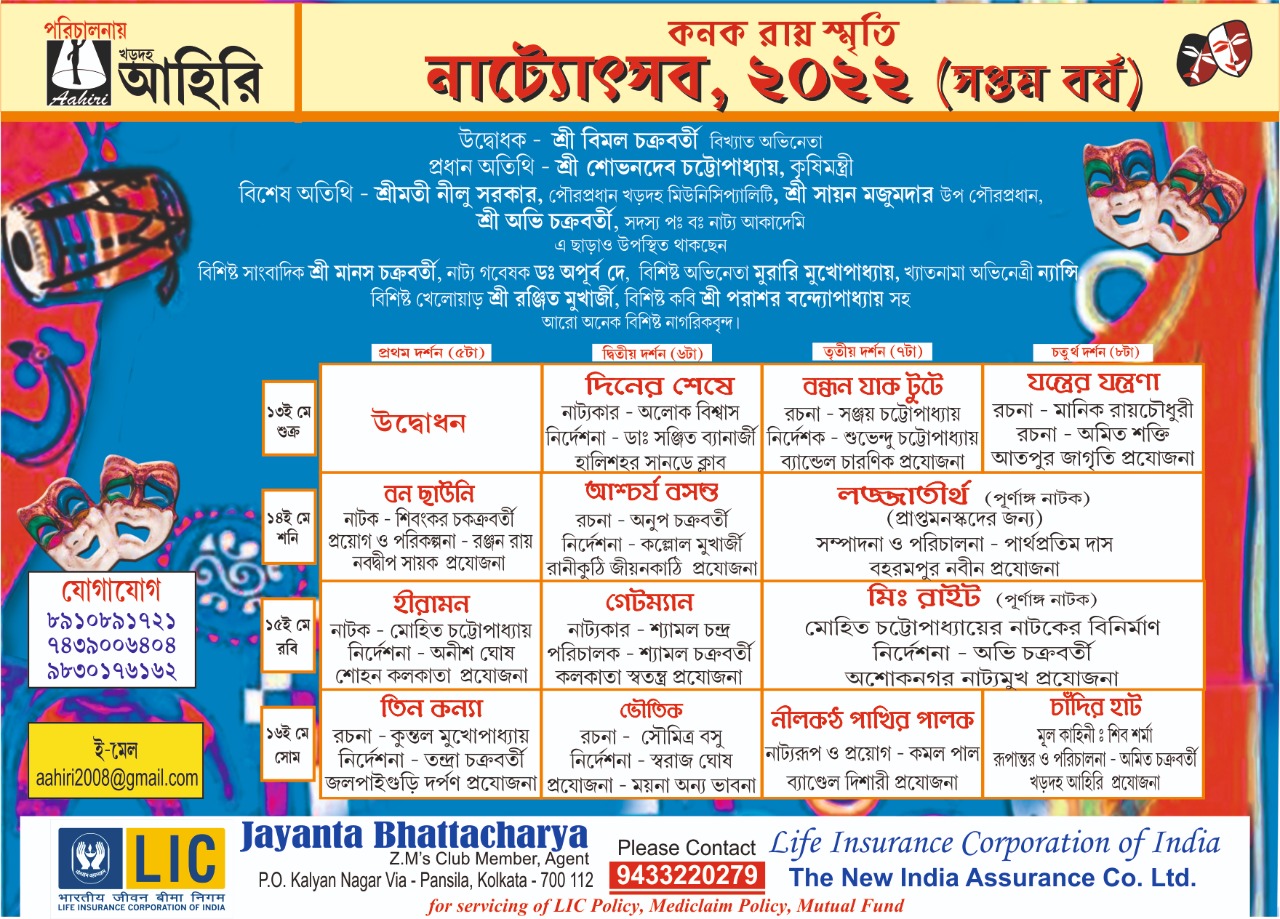 পরিচালনায়
খড়দহ
আহিরি
Aahiri
কনক রায় স্মৃতি
নাট্যোৎসব, ২০২২ (সপ্তম বর্ষ)
উদ্বোধক - শ্রী বিমল চক্রবর্তী বিখ্যাত অভিনেতা
প্রধান অতিথি - শ্রী শোভনদেব চট্টোপাধ্যায়, কৃষিমন্ত্রী
বিশেষ অতিথি - শ্রীমতী নীলু সরকার, পৌরপ্রধান খড়দহ মিউনিসিপ্যালিটি, শ্রী সায়ন মজুমদার উপ পৌরপ্রধান,
শ্রী অভি চক্রবর্তী, সদস্য পঃ বঃ নাট্য আকাদেমি
এ ছাড়াও উপস্থিত থাকছেন
বিশিষ্ট সাংবাদিক শ্রী মানস চক্রবর্তী, নাট্য গবেষক ডঃ অপূর্ব দে, বিশিষ্ট অভিনেতা মুরারি মুখোপাধ্যায়, খ্যাতনামা অভিনেত্রী ন্যান্সি
বিশিষ্ট খেলোয়াড় শ্রী রঞ্জিত মুখার্জী, বিশিষ্ট কবি শ্রী পরাশর বন্দ্যোপাধ্যায় সহ
আরো অনেক বিশিষ্ট নাগরিকবৃন্দ।
প্রথম দর্শন (৫টা)
দ্বিতীয় দর্শন (৬টা)
তৃতীয় দর্শন (৭টা)
চতুর্থ দর্শন (৮টা)
১৩ই মে
শুক্র
উদ্বোধন
দিনের শেষে
নাট্যকার - অলোক বিশ্বাস
নির্দেশনা - ডাঃ সঞ্জিত ব্যানার্জী
হালিশহর সানডে ক্লাব
বন্ধন যাক টুটে
রচনা - সঞ্জয় চট্টোপাধ্যায়
নির্দেশক - শুভেন্দু চট্টোপাধ্যায়
ব্যান্ডেল চারণিক প্রযোজনা
যন্ত্রের যন্ত্রণা
রচনা - মানিক রায়চৌধুরী
রচনা - অমিত শক্তি
আতপুর জাগৃতি প্রযোজনা
১৪ই মে
শনি
বন ছাউনি
নাটক - শিবংকর চকক্রবর্তী
প্রয়োগ ও পরিকল্পনা - রঞ্জন রায়
নবদ্বীপ সায়ক প্রযোজনা
আশ্চর্য বসন্ত
রচনা - অনুপ চক্রবর্তী
নির্দেশনা - কল্লোল মুখার্জী
রানীকুঠি জীয়নকাঠি প্রযোজনা
লজ্জাতীর্থ (পূর্ণাঙ্গ নাটক)
(প্রাপ্তমনস্কদের জন্য)
সম্পাদনা ও পরিচালনা - পার্থপ্রতিম দাস
বহরমপুর নবীন প্রযোজনা
১৫ই মে
রবি
হীরামন
নাটক - মোহিত চট্টোপাধ্যায়
নির্দেশনা - অনীশ ঘোষ
শোহন কলকাতা প্রযোজনা
গেটম্যান
নাট্যকার - শ্যামল চন্দ্র
পরিচালক - শ্যামল চক্রবর্তী
কলকাতা স্বতন্ত্র প্রযোজনা
মিঃ রাইট (পূর্ণাঙ্গ নাটক)
মোহিত চট্টোপাধ্যায়ের নাটকের বিনির্মাণ
নির্দেশনা - অভি চক্রবর্তী
অশোকনগর নাট্যমুখ প্রযোজনা
১৬ই মে
সোম
তিন কন্যা
রচনা - কুন্তল মুখোপাধ্যায়
নির্দেশনা - তন্দ্রা চক্রবর্তী
জলপাইগুড়ি দর্পণ প্রযোজনা
ভৌতিক
রচনা - সৌমিত্র বসু
নির্দেশনা - স্বরাজ ঘোষ
প্রযোজনা - ময়না অন্য ভাবনা
নীলকণ্ঠ পাখির পালক
নাট্যরূপ ও প্রয়োগ - কমল পাল
ব্যাণ্ডেল দিশারী প্রযোজনা
চাঁদির হাট
মূল কাহিনী : শিব শর্মা
রূপান্তর ও পরিচালনা - অমিত চক্রবর্তী
খড়দহ আহিরি প্রযোজনা
যোগাযোগ
৮৯১০৮৯১৭২১
৭৪৩৯০০৬৪০৪
৯৮৩০১৭৬১৬২
ই-মেল
aahiri2008@gmail.com
LIC
भारतीय जीवन बीमा निगम
LIFE INSURANCE CORPORATION OF INDIA
Jayanta Bhattacharya
Z.M's Club Member, Agent
P.O. Kalyan Nagar Via - Pansila, Kolkata - 700 112
Please Contact
9433220279
Life Insurance Corporation of India
The New India Assurance Co. Ltd.
for servicing of LIC Policy, Mediclaim Policy, Mutual Fund